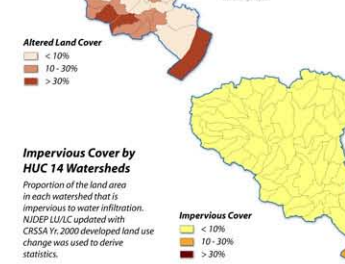 Altered Land Cover
< 10%
10 - 30%
> 30%
Impervious Cover by
HUC 14 Watersheds
Proportion of the land area
in each watershed that is
impervious to water infiltration.
NJDEP LU/LC updated with
CRSSA Yr. 2000 developed land use
change was used to derive
statistics.
Impervious Cover
< 10%
10 - 30%
> 30%